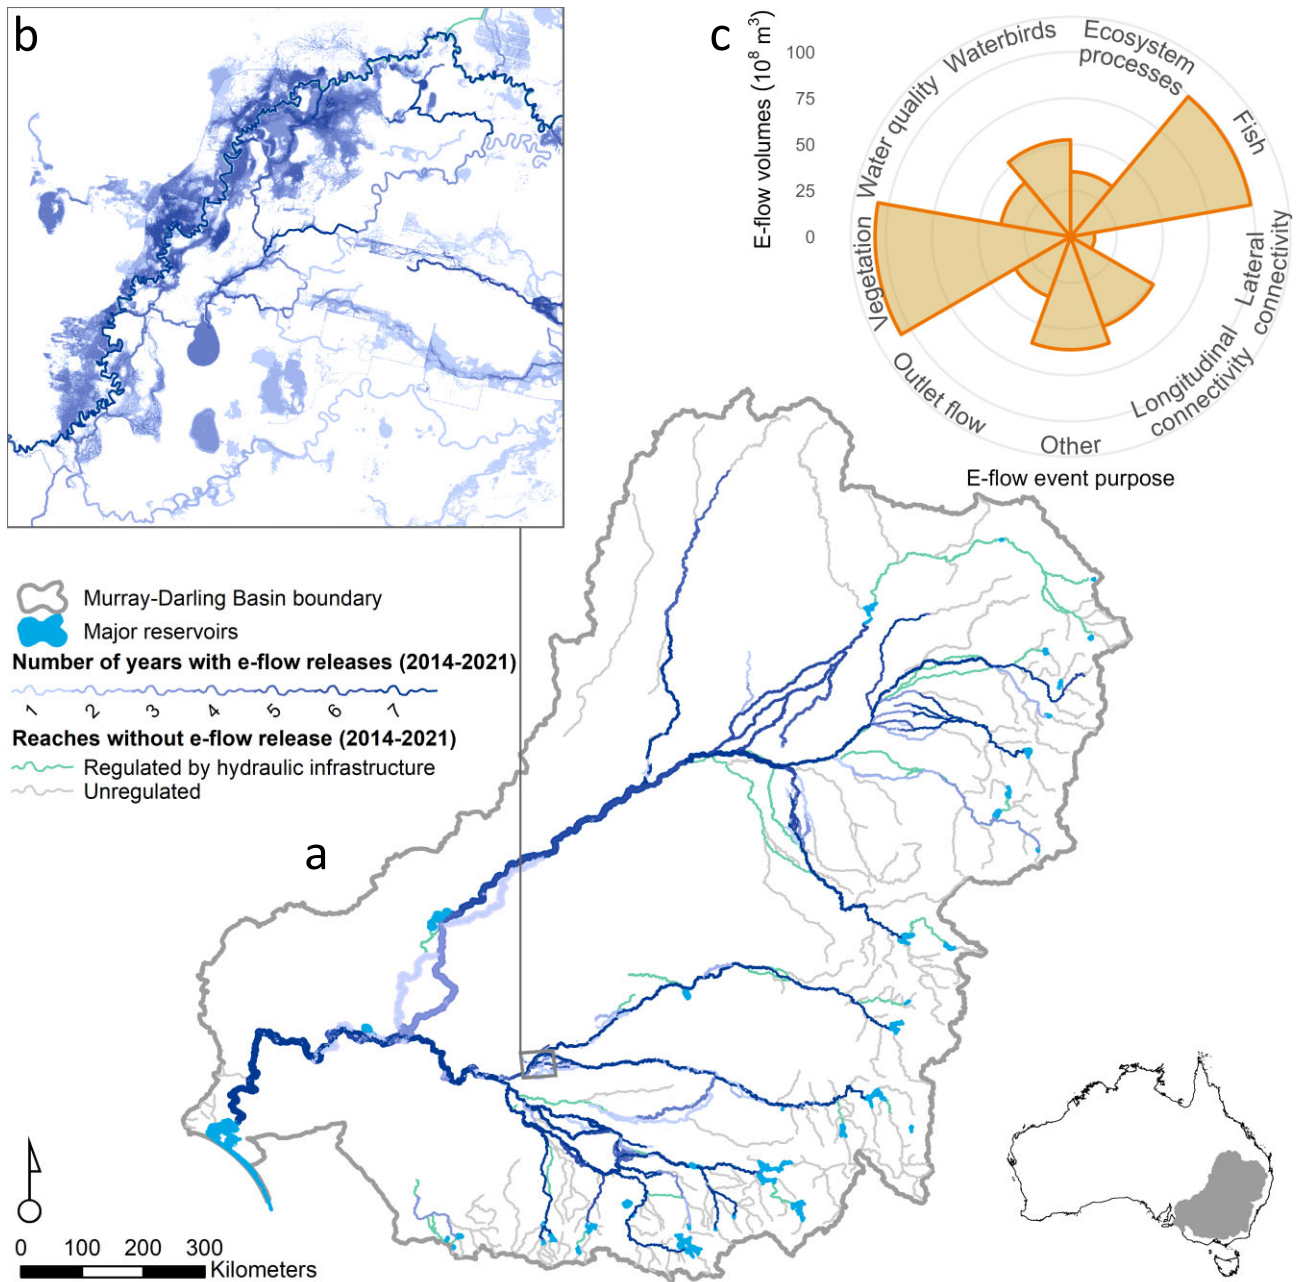 b
c
E-flow volumes (10⁸ m³)
100
75
50
25
0
Waterbirds
Ecosystem
processes
Fish
Lateral
connectivity
Longitudinal
connectivity
Other
Outlet flow
Vegetation
Water quality
E-flow event purpose
Murray-Darling Basin boundary
Major reservoirs
Number of years with e-flow releases (2014-2021)
1 2 3 4 5 6 7
Reaches without e-flow release (2014-2021)
Regulated by hydraulic infrastructure
Unregulated
a
0 100 200 300
Kilometers